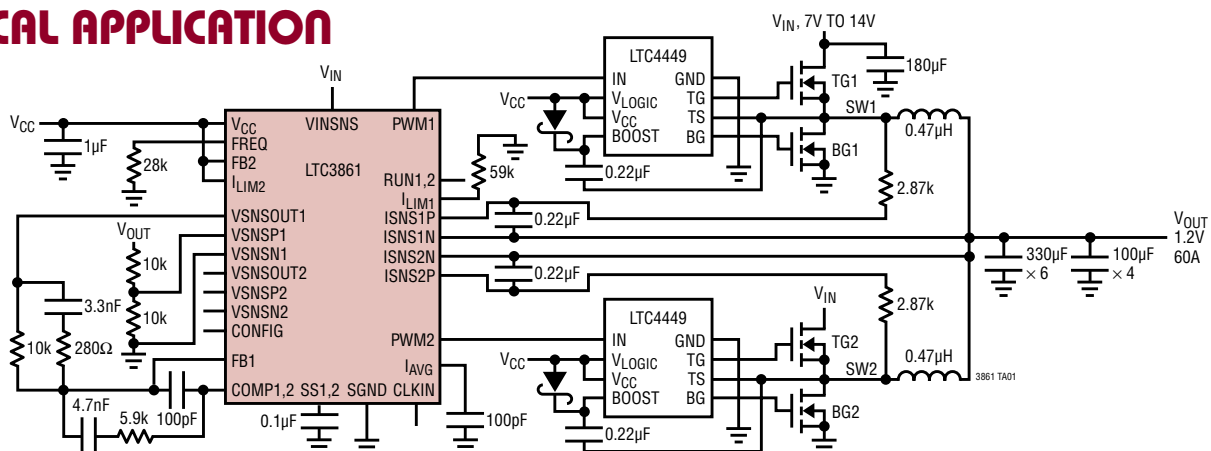 CAL APPLICATION
VIN, 7V TO 14V
LTC4449
IN
GND
VLOGIC
TG
VCC
TS
BOOST
BG
VCC
0.22µF
TG1
180µF
SW1
0.47µH
BG1
2.87k
VIN
VCC
1µF
28k
VCC
VINSNS
PWM1
FREQ
FB2
LTC3861
ILIM2
RUN1,2
ILIM1
59k
VSNSOUT1
ISNS1P
VSNSP1
ISNS1N
VSNSN1
ISNS2N
VSNSOUT2
ISNS2P
VSNSP2
VSNSN2
CONFIG
PWM2
FB1
IAVG
COMP1,2
SS1,2
SGND
CLKIN
0.22µF
0.22µF
VOUT
10k
10k
3.3nF
10k
280Ω
4.7nF
5.9k
100pF
0.1µF
100pF
VOUT
1.2V
60A
330µF
× 6
100µF
× 4
VIN
2.87k
LTC4449
IN
GND
VLOGIC
TG
VCC
TS
BOOST
BG
VCC
0.22µF
TG2
SW2
0.47µH
BG2
3861 TA01